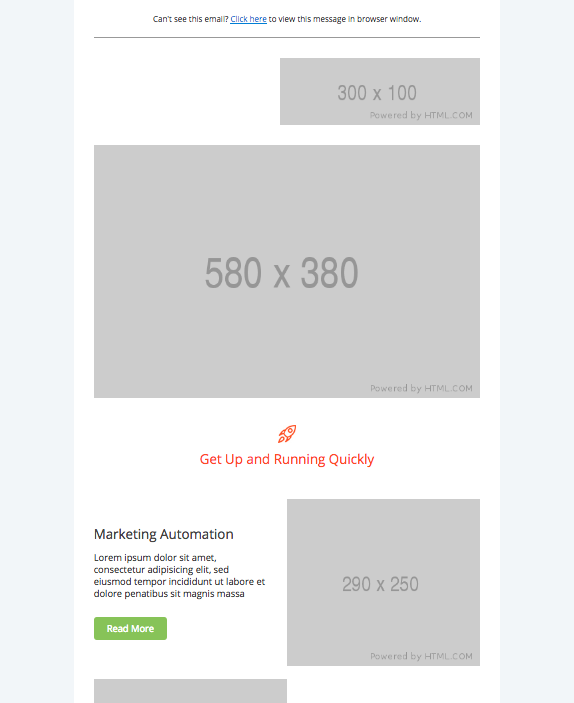 Can't see this email? Click here to view this message in browser window.
300 x 100
Powered by HTML.COM
580 x 380
Powered by HTML.COM
Get Up and Running Quickly
Marketing Automation
Lorem ipsum dolor sit amet,
consectetur adipisicing elit, sed
eiusmod tempor incididunt ut labore et
dolore penatibus sit magnis massa
Read More
290 x 250
Powered by HTML.COM